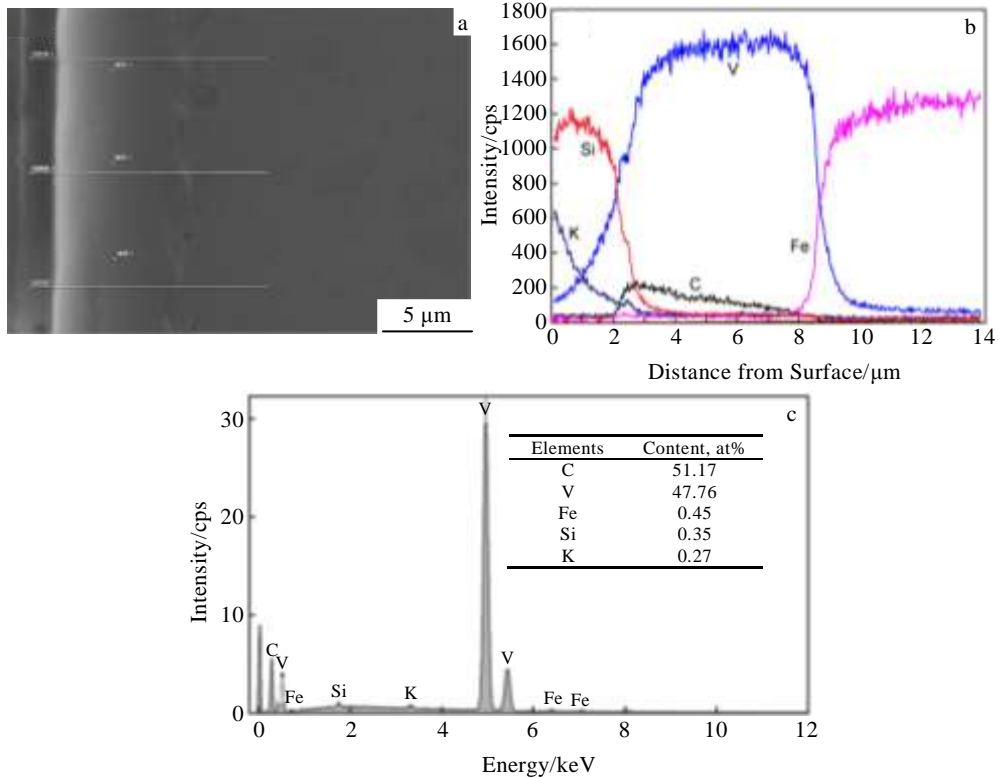 a
5 μm
b
1800
1600
1400
1200
1000
800
600
400
200
0
Intensity/cps
V
Si
K
Fe
C
0 2 4 6 8 10 12 14
Distance from Surface/μm
c
30
20
10
0
Intensity/cps
V
Elements Content, at%
C 51.17
V 47.76
Fe 0.45
Si 0.35
K 0.27
C
V
Fe
Si
K
V
Fe
Fe
0 2 4 6 8 10 12
Energy/keV